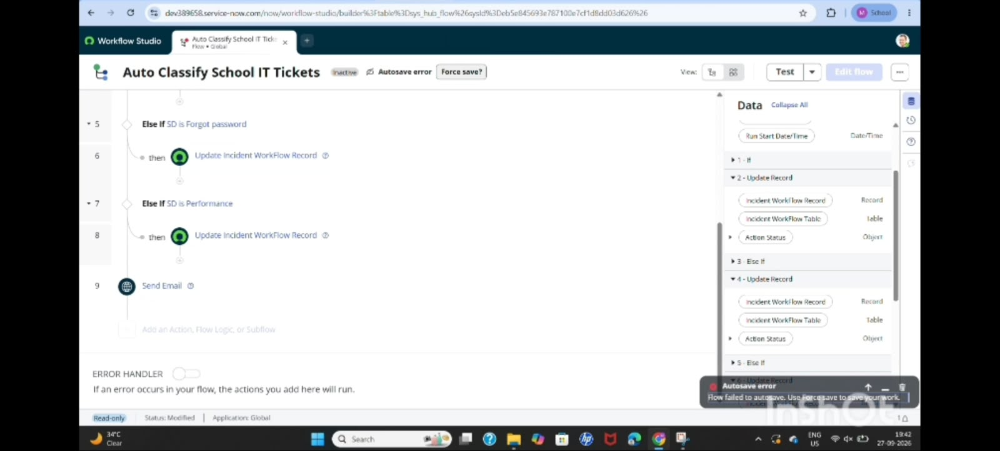 dev389658.service-now.com/now/workflow-studio/builder%3Ftable%3Dsys_hub_flow%26sysId%3Deb5e845693e787100e7cf1d8dd03d626%26
M School
Workflow Studio
Auto Classify School IT Ticke
Flow • Global
Auto Classify School IT Tickets
Inactive
Autosave error
Force save?
View:
Test
Edit flow
5
Else If SD is Forgot password
6
then
Update Incident WorkFlow Record
7
Else If SD is Performance
8
then
Update Incident WorkFlow Record
9
Send Email
Add an Action, Flow Logic, or Subflow
ERROR HANDLER
If an error occurs in your flow, the actions you add here will run.
Data
Collapse All
Run Start Date/Time
Date/Time
1 - If
2 - Update Record
Incident WorkFlow Record
Record
Incident WorkFlow Table
Table
Action Status
Object
3 - Else If
4 - Update Record
Incident WorkFlow Record
Record
Incident WorkFlow Table
Table
Action Status
Object
5 - Else If
6 - Update Record
Autosave error
Flow failed to autosave. Use Force save to save your work.
InShOt
Read-only
Status: Modified
Application: Global
1
34°C
Clear
Search
ENG
US
19:42
27-09-2026